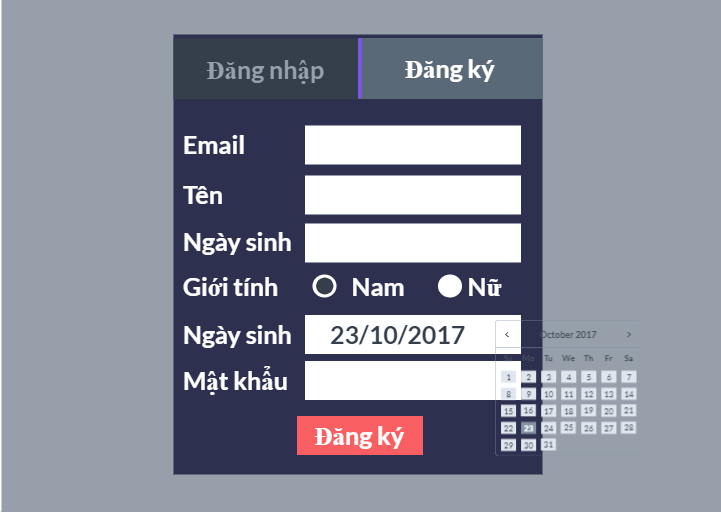 Đăng nhập Đăng ký
Email
Tên
Ngày sinh
Giới tính Nam Nữ
Ngày sinh 23/10/2017
October 2017
Su Mo Tu We Th Fr Sa
1 2 3 4 5 6 7
Mật khẩu
8 9 10 11 12 13 14
15 16 17 18 19 20 21
22 23 24 25 26 27 28
29 30 31
Đăng ký